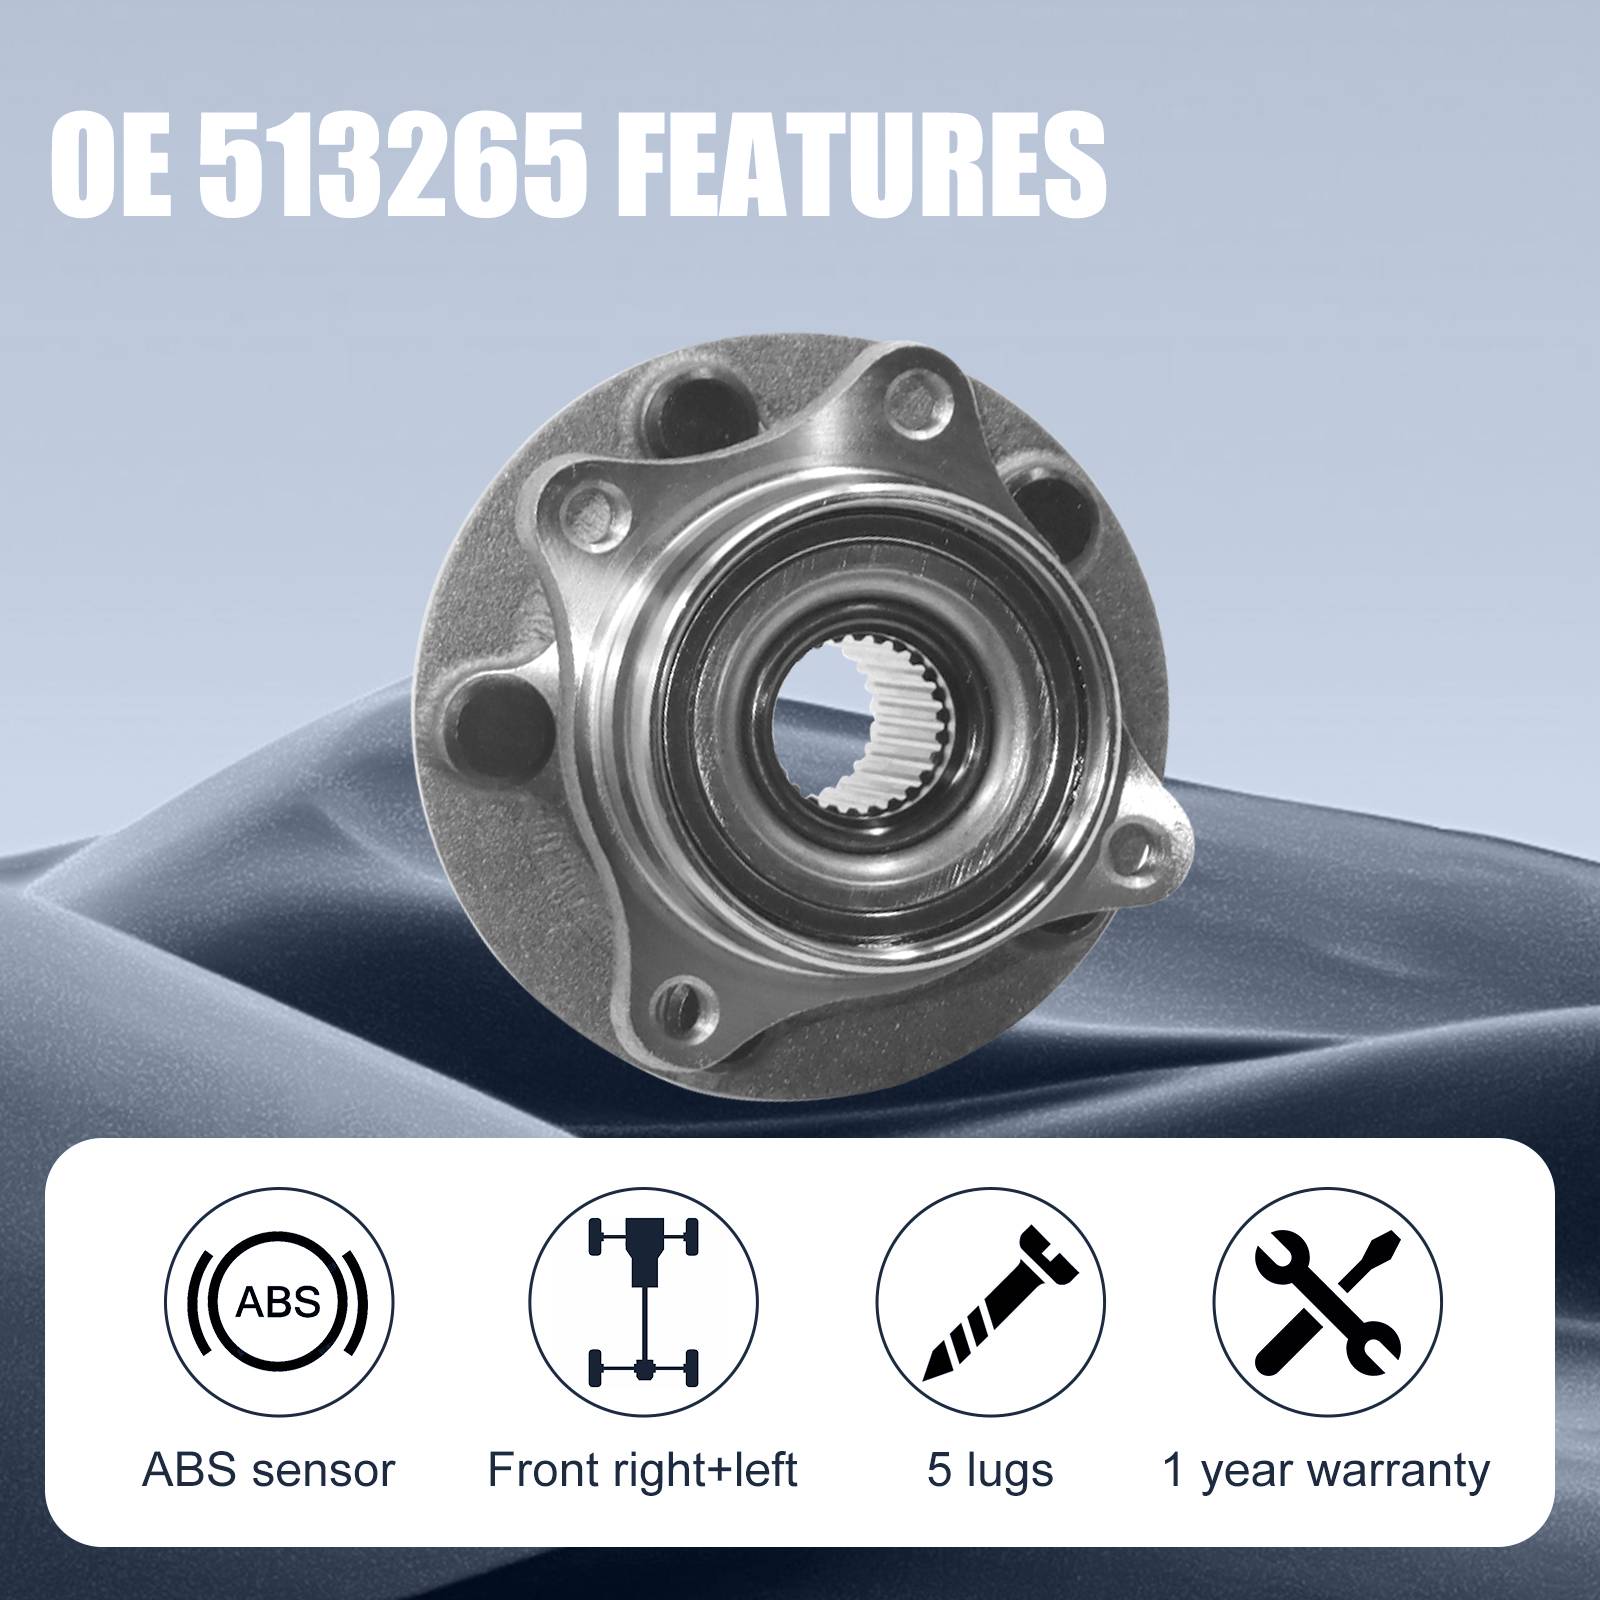 OE 513265 FEATURES
ABS
ABS sensor
Front right+left
5 lugs
1 year warranty